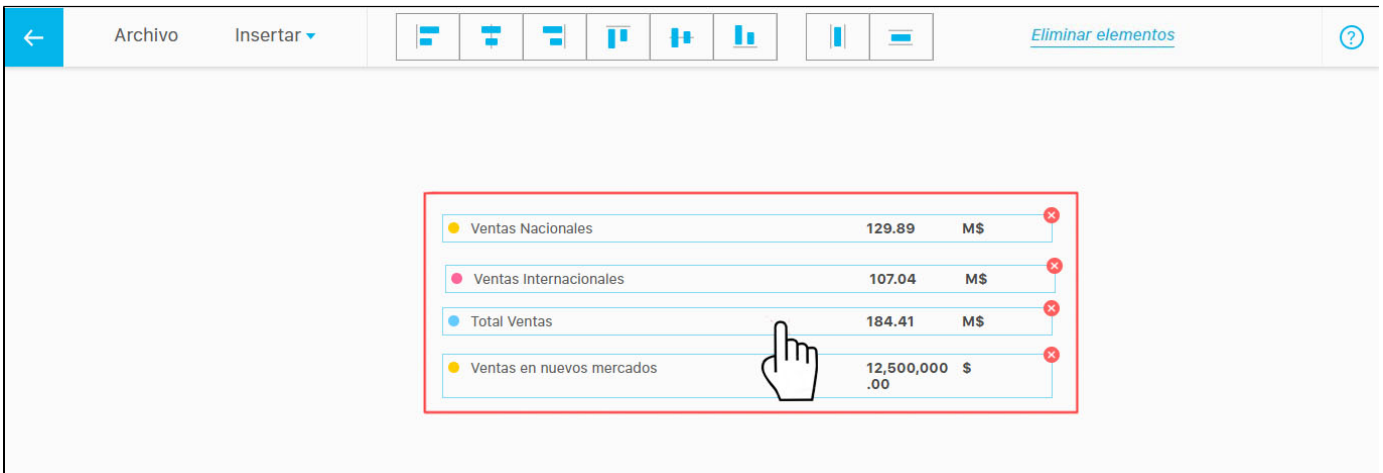 Archivo Insertar Eliminar elementos ?
Ventas Nacionales 129.89 M$
Ventas Internacionales 107.04 M$
Total Ventas 184.41 M$
Ventas en nuevos mercados 12,500,000 $
.00